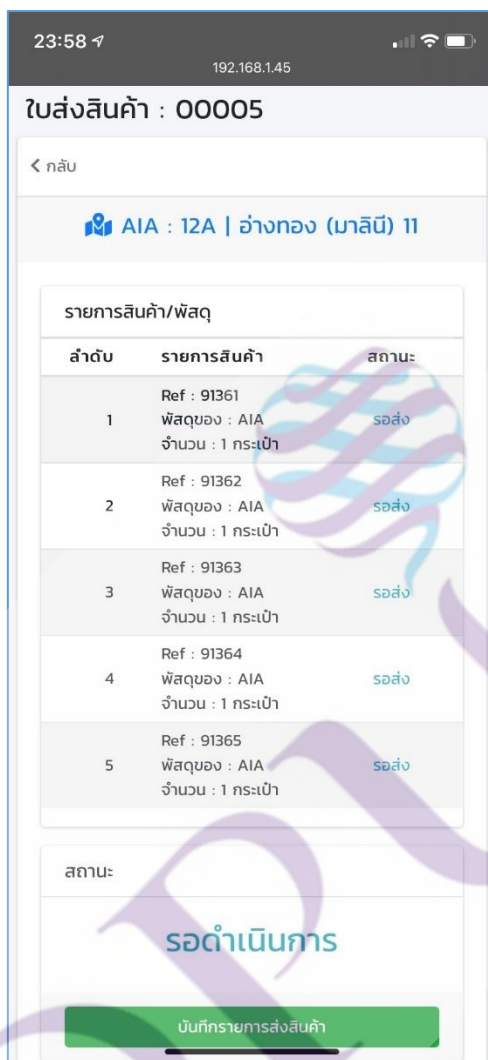 23:58
192.168.1.45
ใบส่งสินค้า : 00005
กลับ
AIA : 12A | อ่างทอง (มาลินี) 11
รายการสินค้า/พัสดุ
ลำดับ รายการสินค้า สถานะ
Ref : 91361
1 พัสดุของ : AIA รอส่ง
จำนวน : 1 กระเป๋า
Ref : 91362
2 พัสดุของ : AIA รอส่ง
จำนวน : 1 กระเป๋า
Ref : 91363
3 พัสดุของ : AIA รอส่ง
จำนวน : 1 กระเป๋า
Ref : 91364
4 พัสดุของ : AIA รอส่ง
จำนวน : 1 กระเป๋า
Ref : 91365
5 พัสดุของ : AIA รอส่ง
จำนวน : 1 กระเป๋า
สถานะ
รอดำเนินการ
บันทึกรายการส่งสินค้า